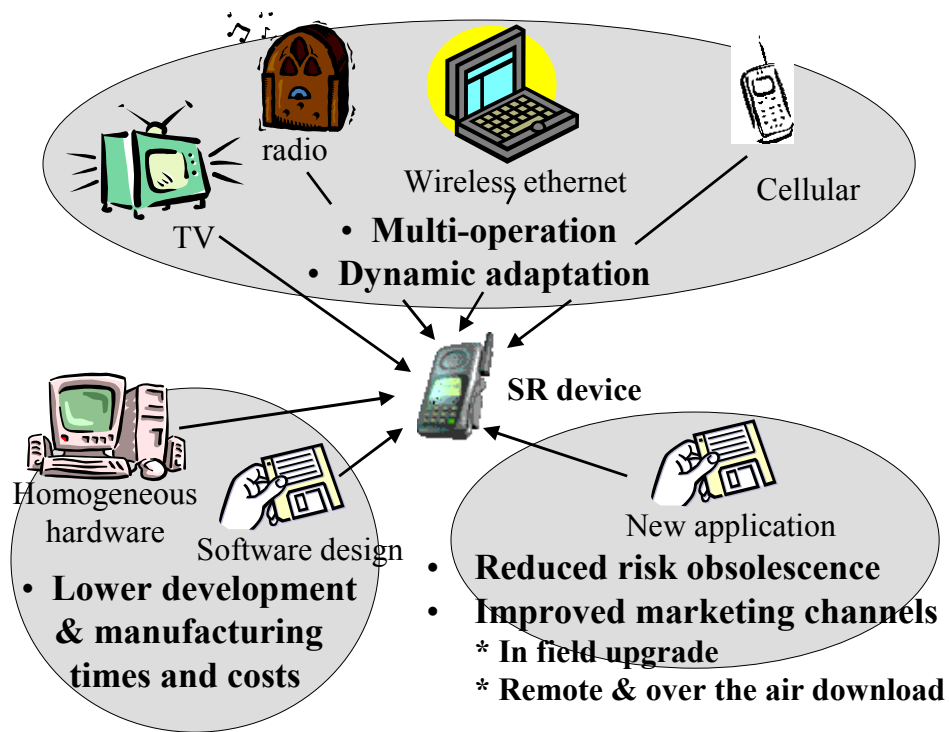 radio
Wireless ethernet
Cellular
TV
• Multi-operation
• Dynamic adaptation
SR device
Homogeneous
hardware
Software design
• Lower development
& manufacturing
times and costs
New application
• Reduced risk obsolescence
• Improved marketing channels
* In field upgrade
* Remote & over the air download